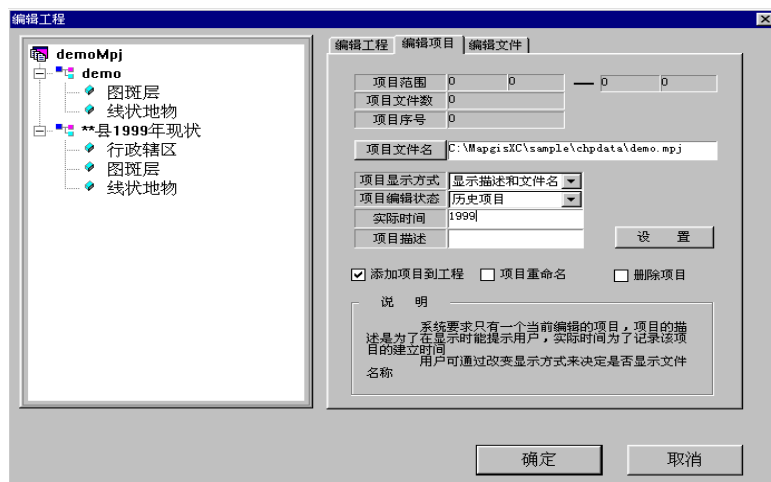 编辑工程
demoMpj
demo
图斑层
线状地物
**县1999年现状
行政辖区
图斑层
线状地物
编辑工程 编辑项目 编辑文件
项目范围 0 0 — 0 0
项目文件数 0
项目序号 0
项目文件名 C:\MapgisXC\sample\chpdata\demo.mpj
项目显示方式 显示描述和文件名
项目编辑状态 历史项目
实际时间 1999
项目描述
设 置
添加项目到工程 项目重命名 删除项目
说 明
系统要求只有一个当前编辑的项目，项目的描
述是为了在显示时能提示用户，实际时间为了记录该项
目的建立时间
用户可通过改变显示方式来决定是否显示文件
名称
确定 取消